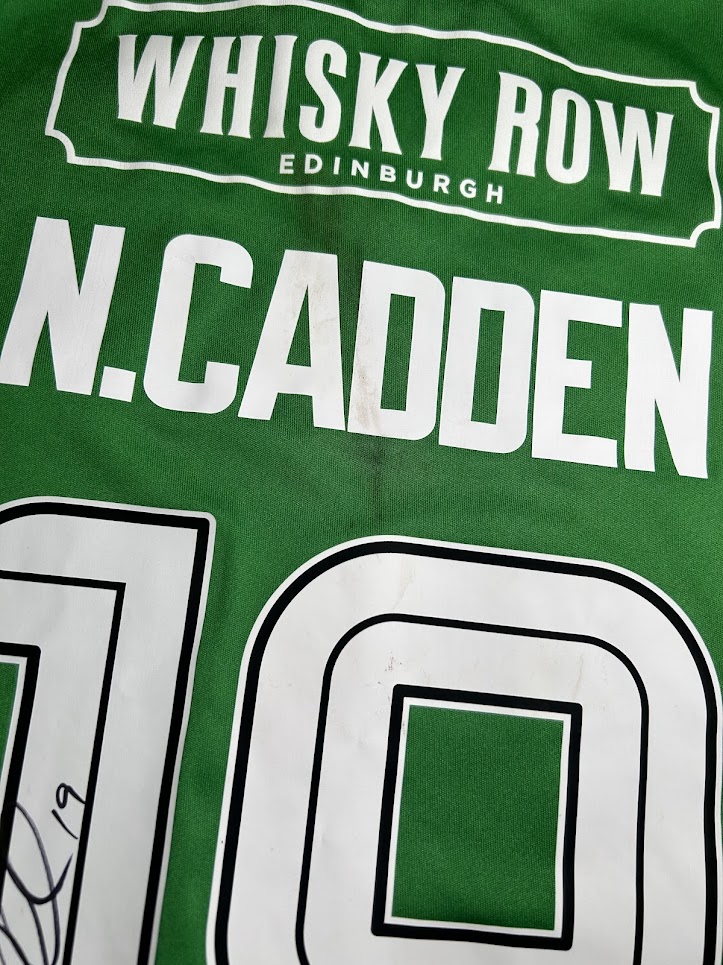 WHISKY ROW
EDINBURGH
N.CADDEN
19
19